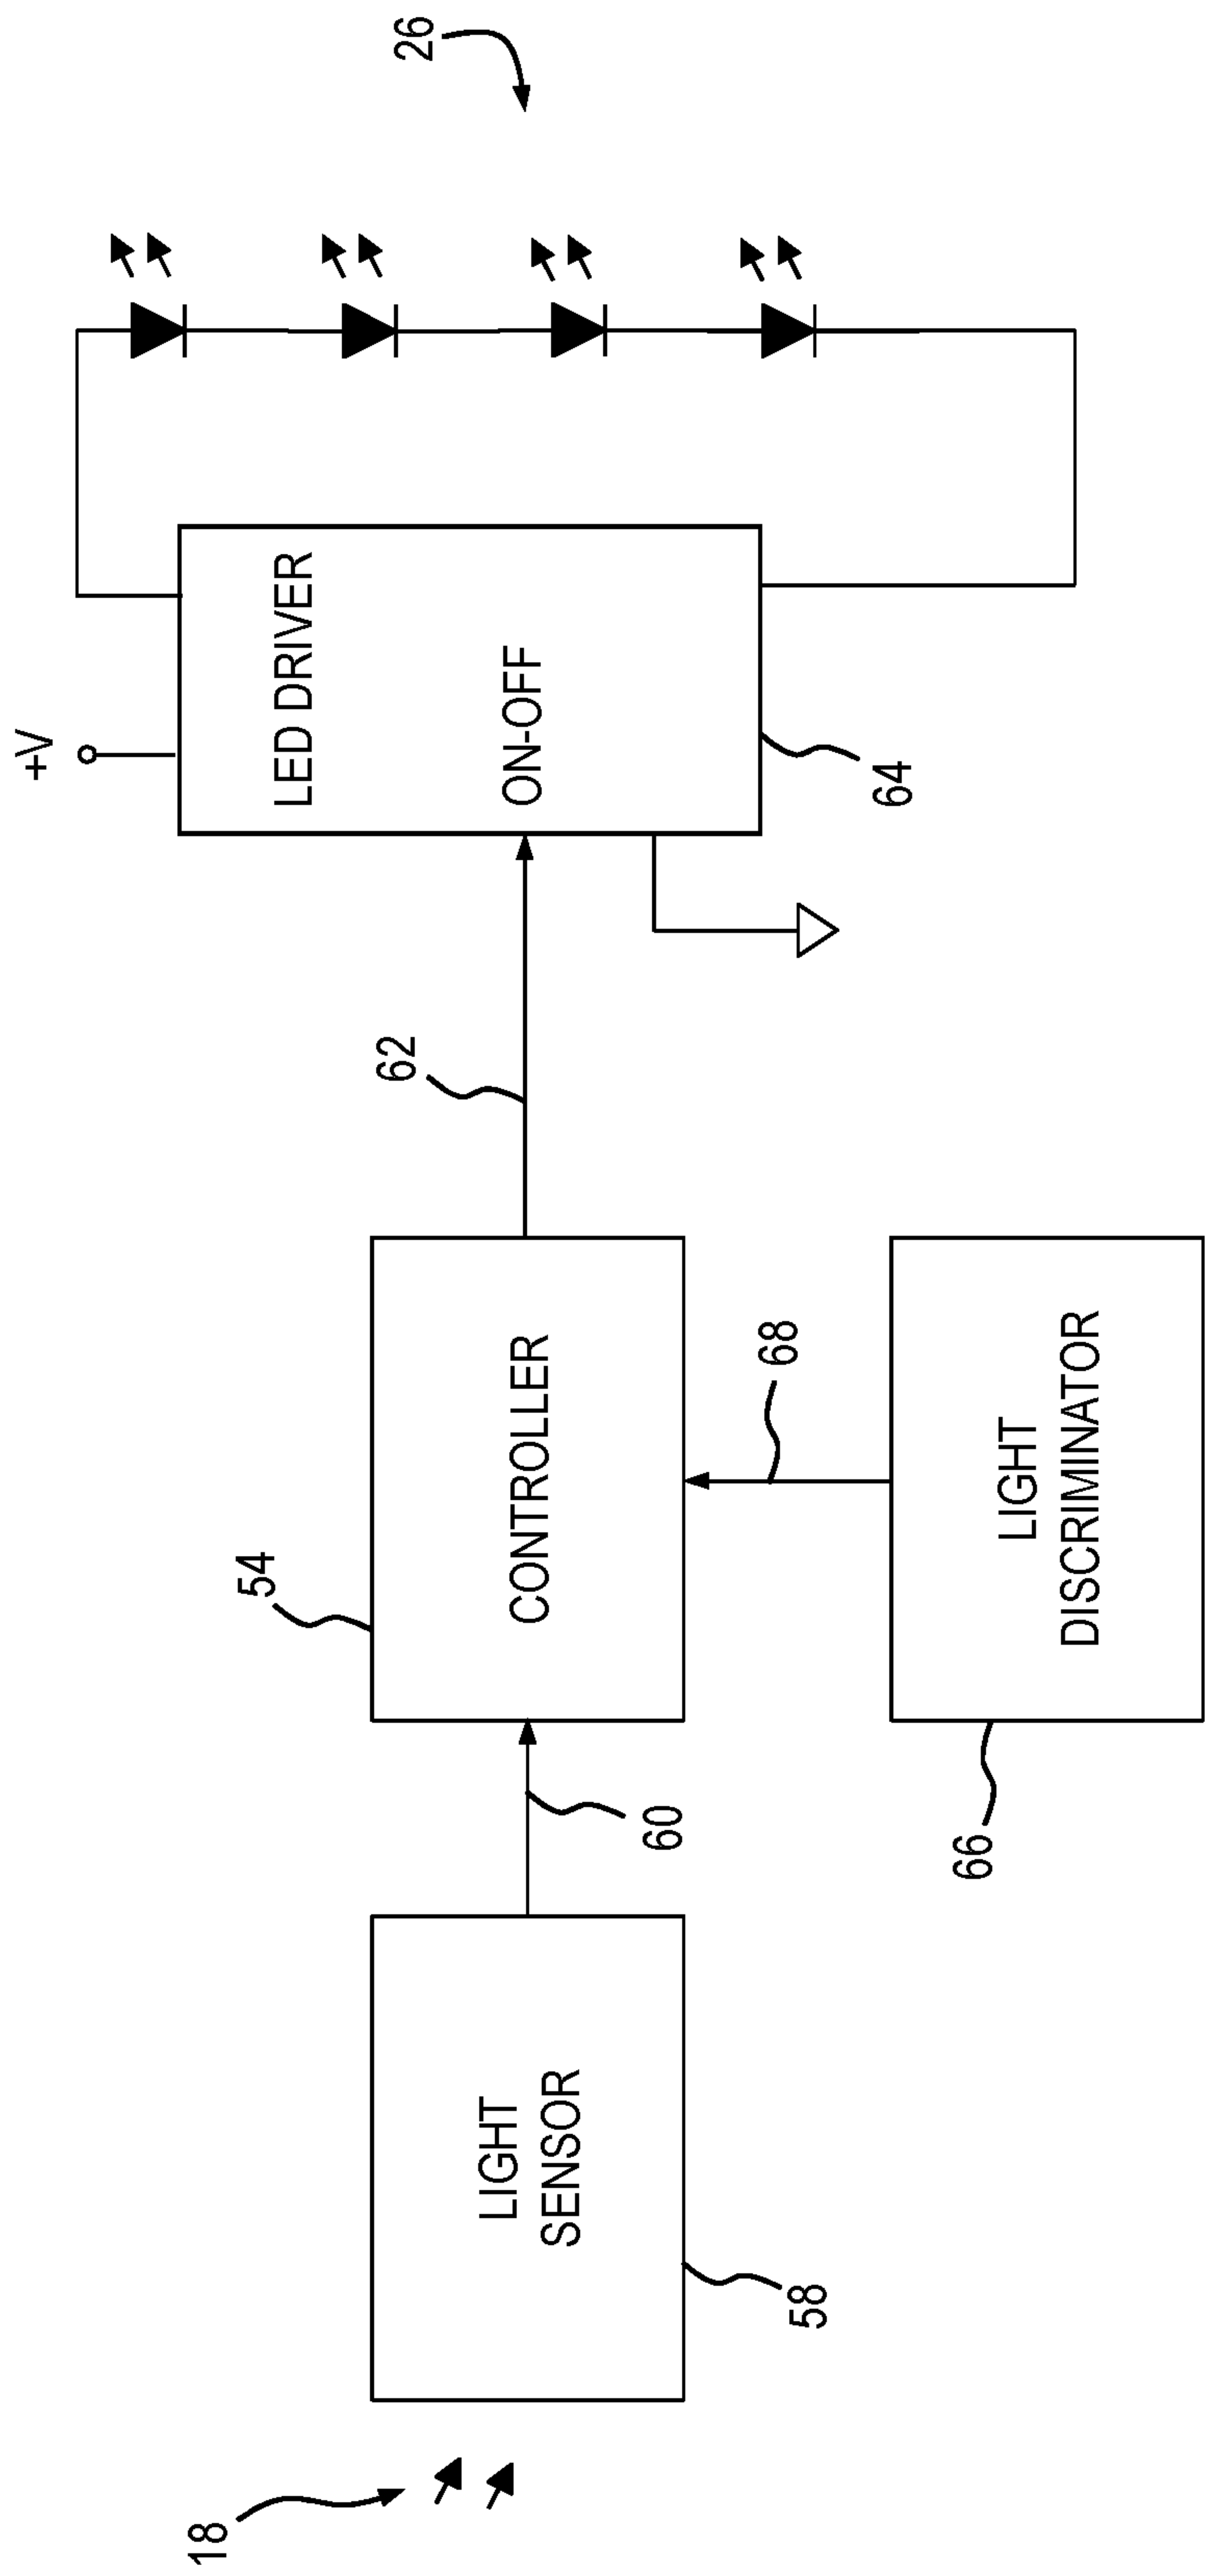 18
LIGHT
SENSOR
58
60
54
CONTROLLER
LIGHT
DISCRIMINATOR
66
68
62
+V
LED DRIVER
ON-OFF
64
26